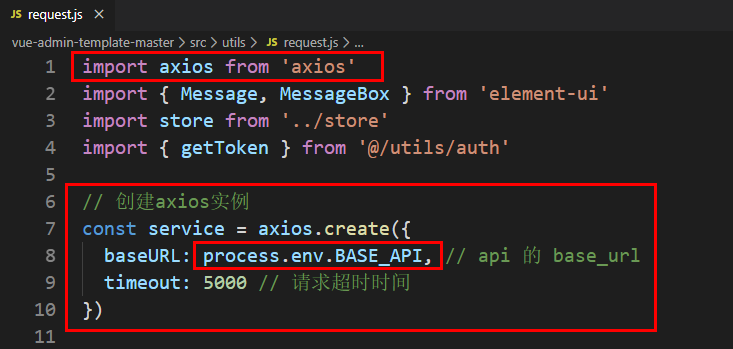 JS request.js ×
vue-admin-template-master > src > utils > JS request.js > ...
1 import axios from 'axios'
2 import { Message, MessageBox } from 'element-ui'
3 import store from '../store'
4 import { getToken } from '@/utils/auth'
5
6 // 创建axios实例
7 const service = axios.create({
8 baseURL: process.env.BASE_API, // api 的 base_url
9 timeout: 5000 // 请求超时时间
10 })
11